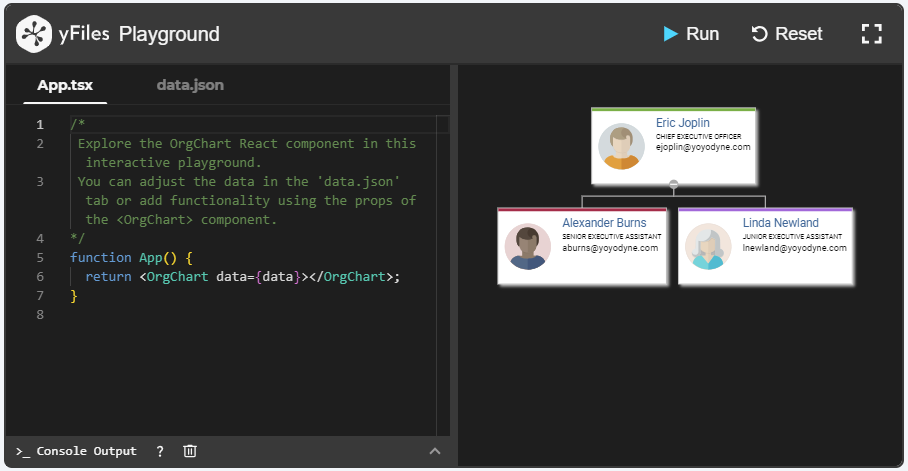 yFiles Playground
Run
Reset
App.tsx
data.json
1 /*
2 Explore the OrgChart React component in this
interactive playground.
3 You can adjust the data in the 'data.json'
tab or add functionality using the props of
the <OrgChart> component.
4 */
5 function App() {
6 return <OrgChart data={data}></OrgChart>;
7 }
8
>_ Console Output ?
Eric Joplin
CHIEF EXECUTIVE OFFICER
ejoplin@yoyodyne.com
Alexander Burns
SENIOR EXECUTIVE ASSISTANT
aburns@yoyodyne.com
Linda Newland
JUNIOR EXECUTIVE ASSISTANT
lnewland@yoyodyne.com